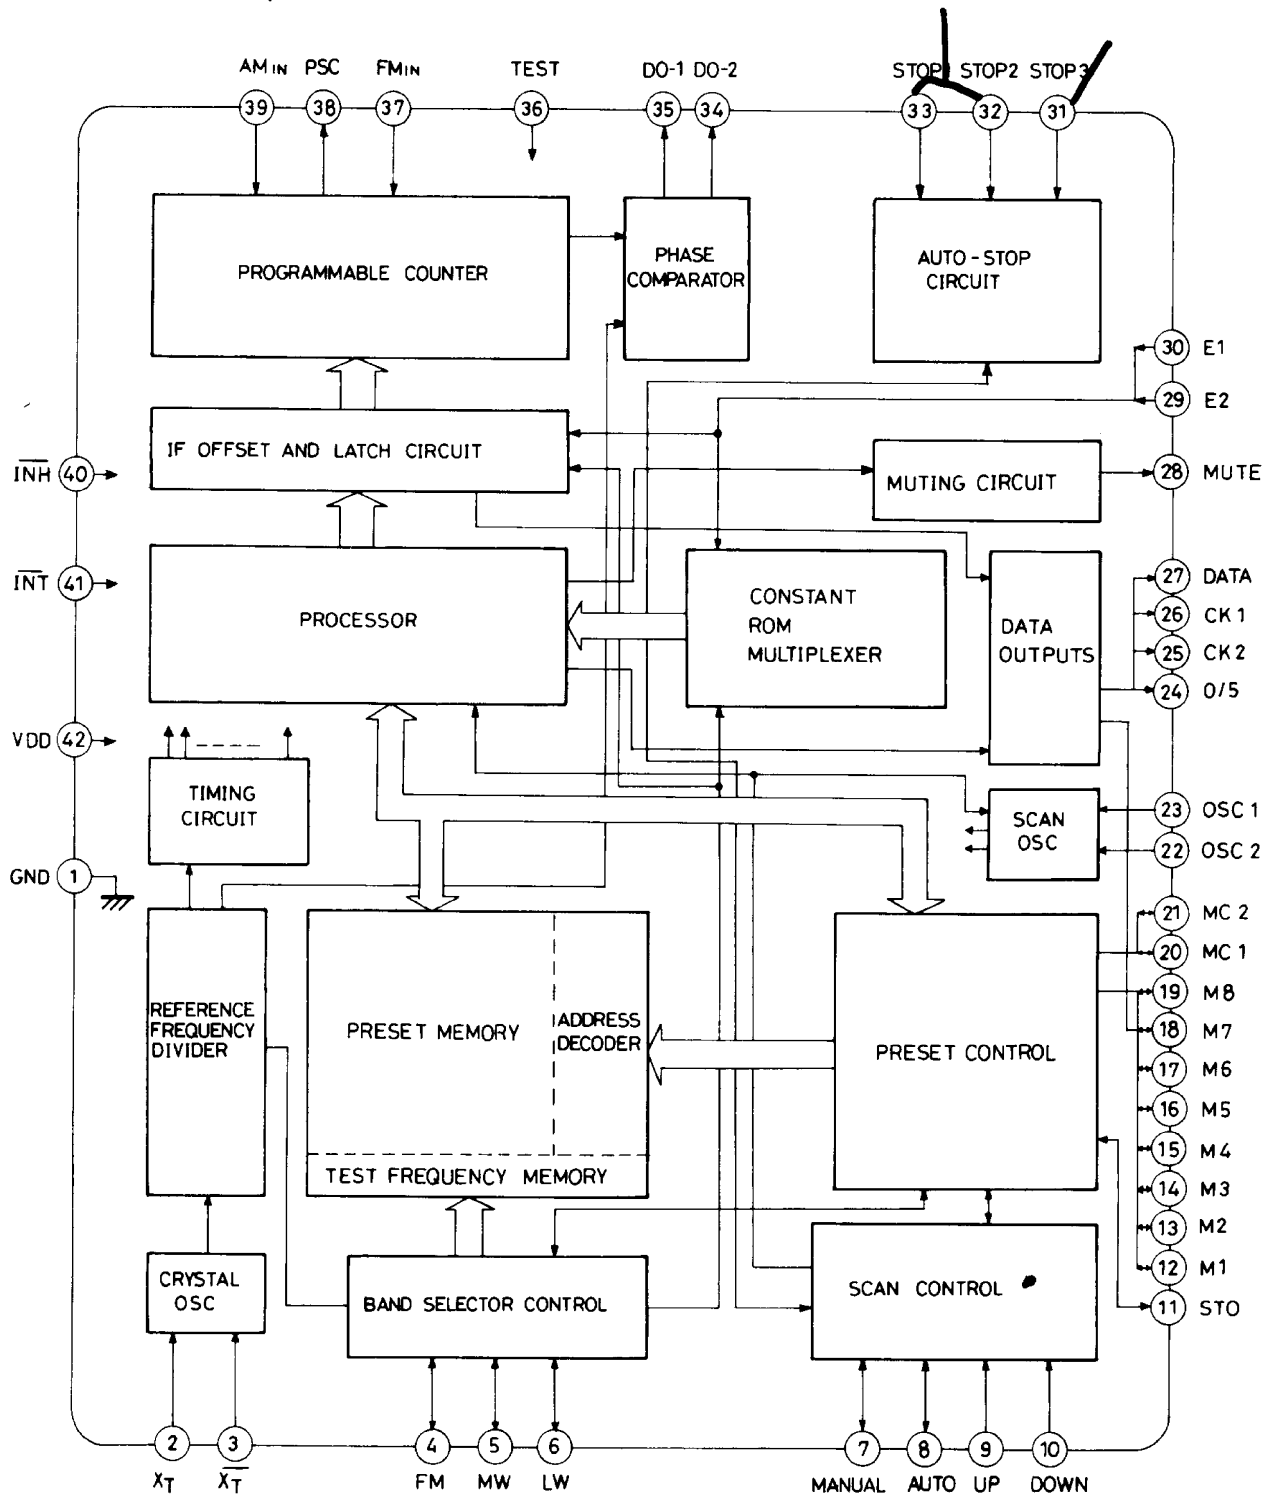 AM IN PSC FM IN TEST DO-1 DO-2 STOP1 STOP2 STOP3
39 38 37 36 35 34 33 32 31
PROGRAMMABLE COUNTER
PHASE
COMPARATOR
AUTO-STOP
CIRCUIT
30 E1
29 E2
IF OFFSET AND LATCH CIRCUIT
INH 40
MUTING CIRCUIT
28 MUTE
INT 41
PROCESSOR
CONSTANT
ROM
MULTIPLEXER
DATA
OUTPUTS
27 DATA
26 CK1
25 CK2
24 0/5
VDD 42
TIMING
CIRCUIT
SCAN
OSC
23 OSC 1
22 OSC 2
GND 1
21 MC 2
20 MC 1
19 M8
18 M7
17 M6
16 M5
15 M4
14 M3
13 M2
12 M1
11 STO
REFERENCE
FREQUENCY
DIVIDER
PRESET MEMORY
ADDRESS
DECODER
PRESET CONTROL
TEST FREQUENCY MEMORY
CRYSTAL
OSC
BAND SELECTOR CONTROL
SCAN CONTROL
2 3 4 5 6 7 8 9 10
XT XT FM MW LW MANUAL AUTO UP DOWN